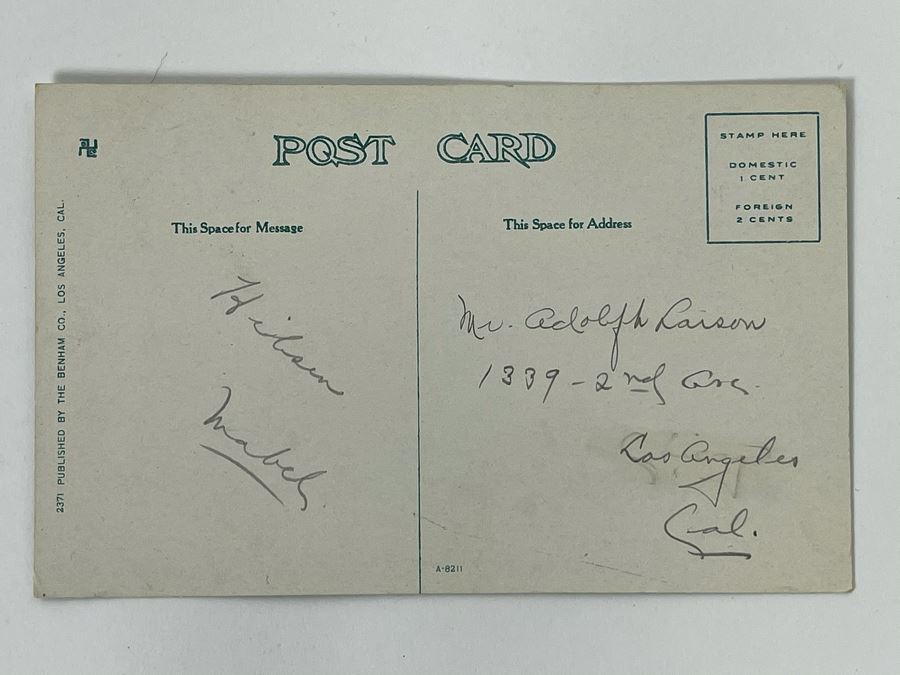 POST CARD
STAMP HERE
DOMESTIC
1 CENT
FOREIGN
2 CENTS
This Space for Message
This Space for Address
Hilsen
Mabel
Mr. Adolph Larson
1339-2nd Ave.
Los Angeles
Cal.
2371 PUBLISHED BY THE BENHAM CO., LOS ANGELES, CAL.
A-8211